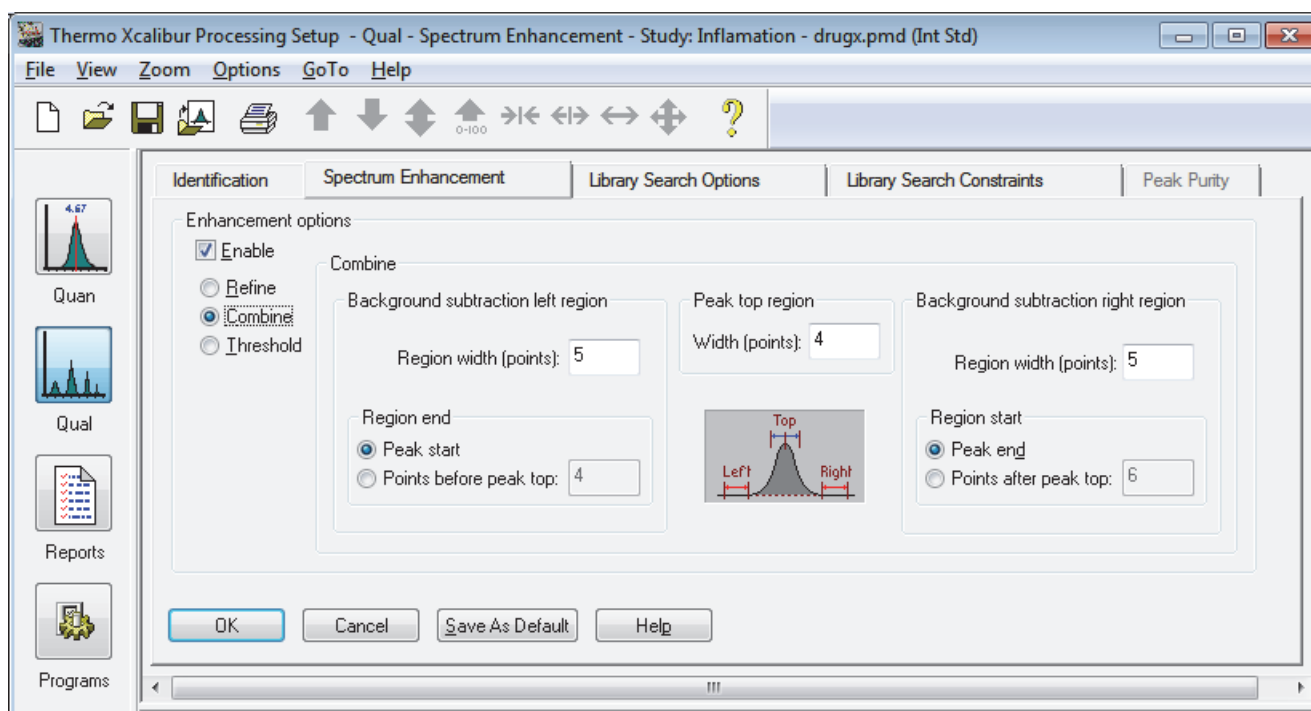 Thermo Xcalibur Processing Setup - Qual - Spectrum Enhancement - Study: Inflamation - drugx.pmd (Int Std)
File View Zoom Options GoTo Help
0-100
Identification Spectrum Enhancement Library Search Options Library Search Constraints Peak Purity
4.67
Quan
Qual
Reports
Programs
Enhancement options
Enable
Refine
Combine
Threshold
Combine
Background subtraction left region
Region width (points): 5
Region end
Peak start
Points before peak top: 4
Peak top region
Width (points): 4
Top
Left Right
Background subtraction right region
Region width (points): 5
Region start
Peak end
Points after peak top: 6
OK Cancel Save As Default Help